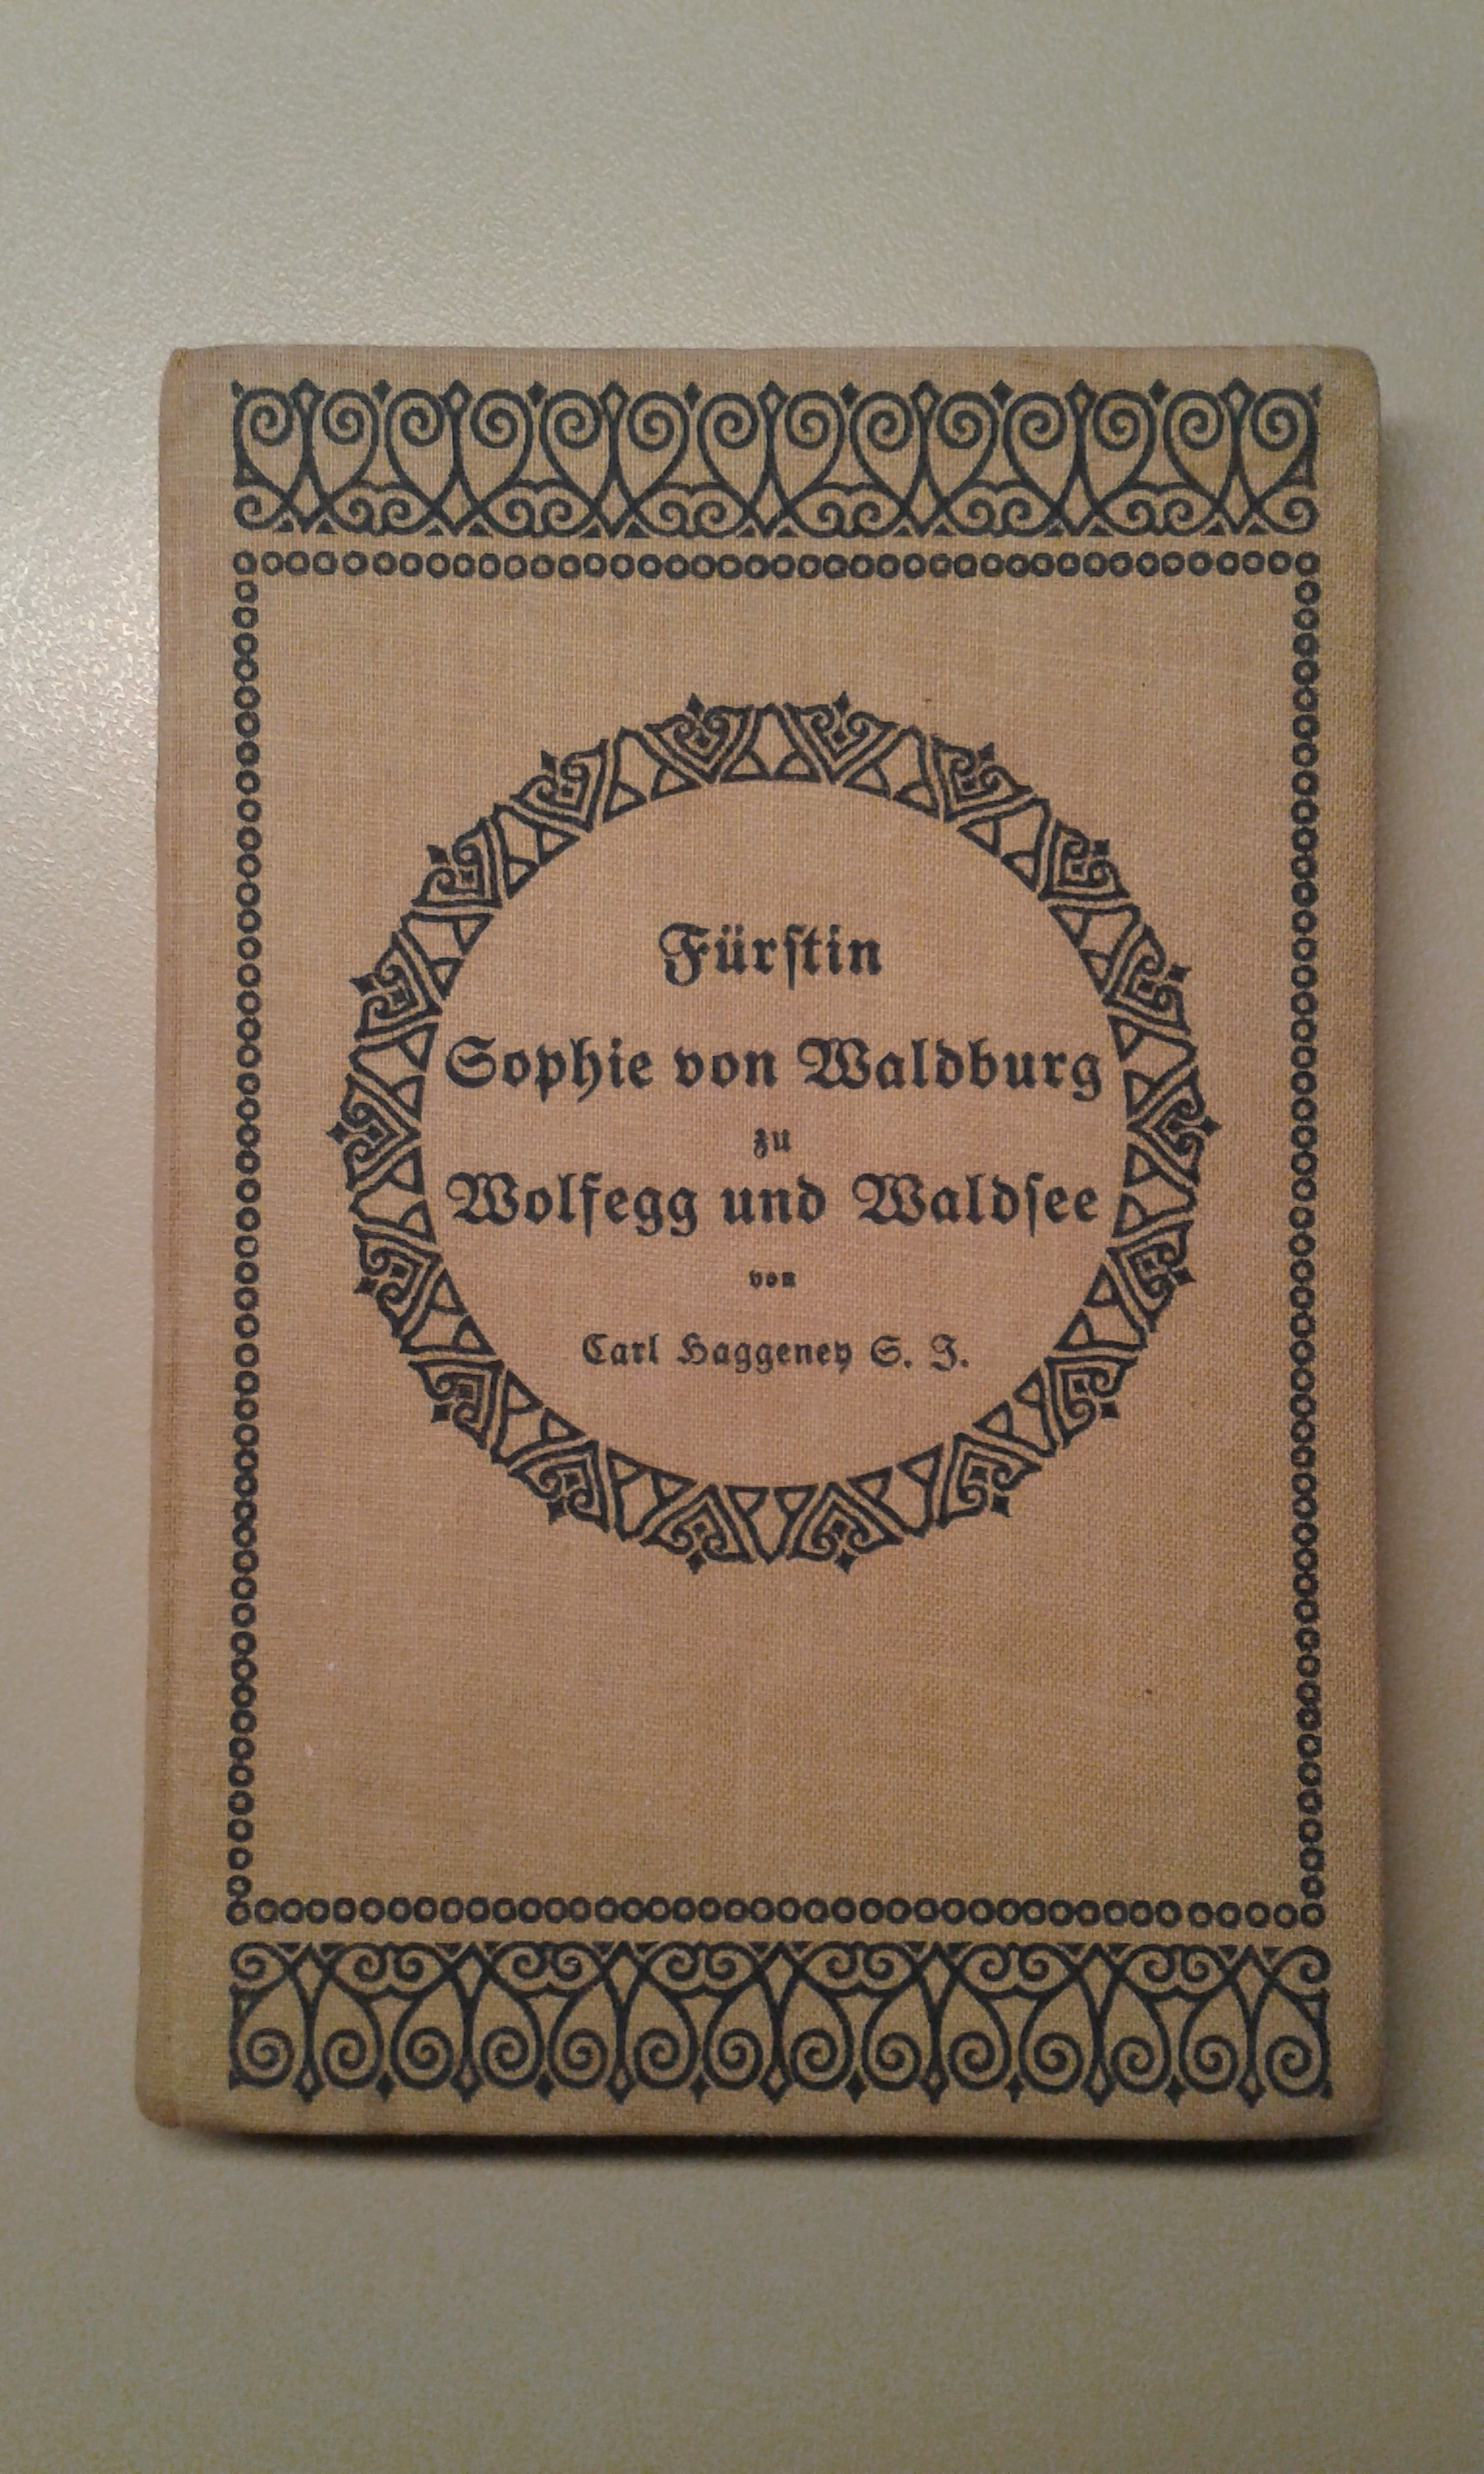 Fürſtin
Sophie von Waldburg
zu
Wolfegg und Waldſee
von
Carl Haggeney S. J.